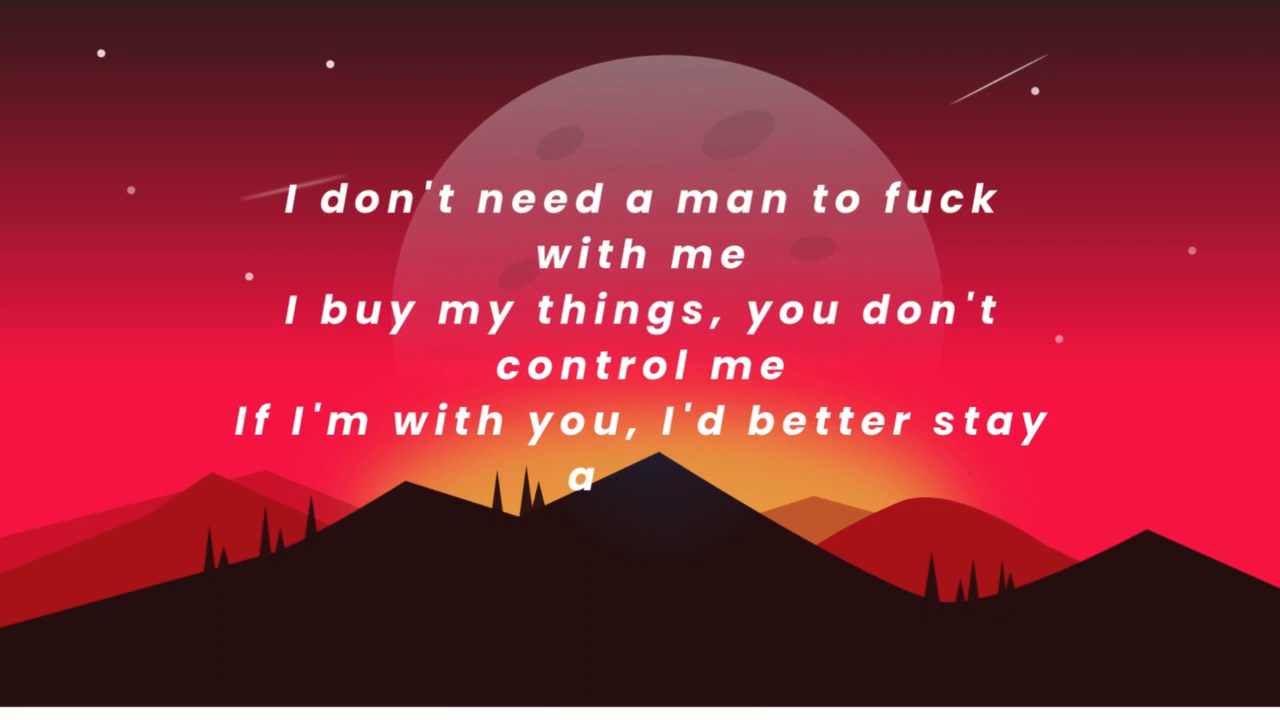 I don't need a man to fuck
with me
I buy my things, you don't
control me
If I'm with you, I'd better stay
a